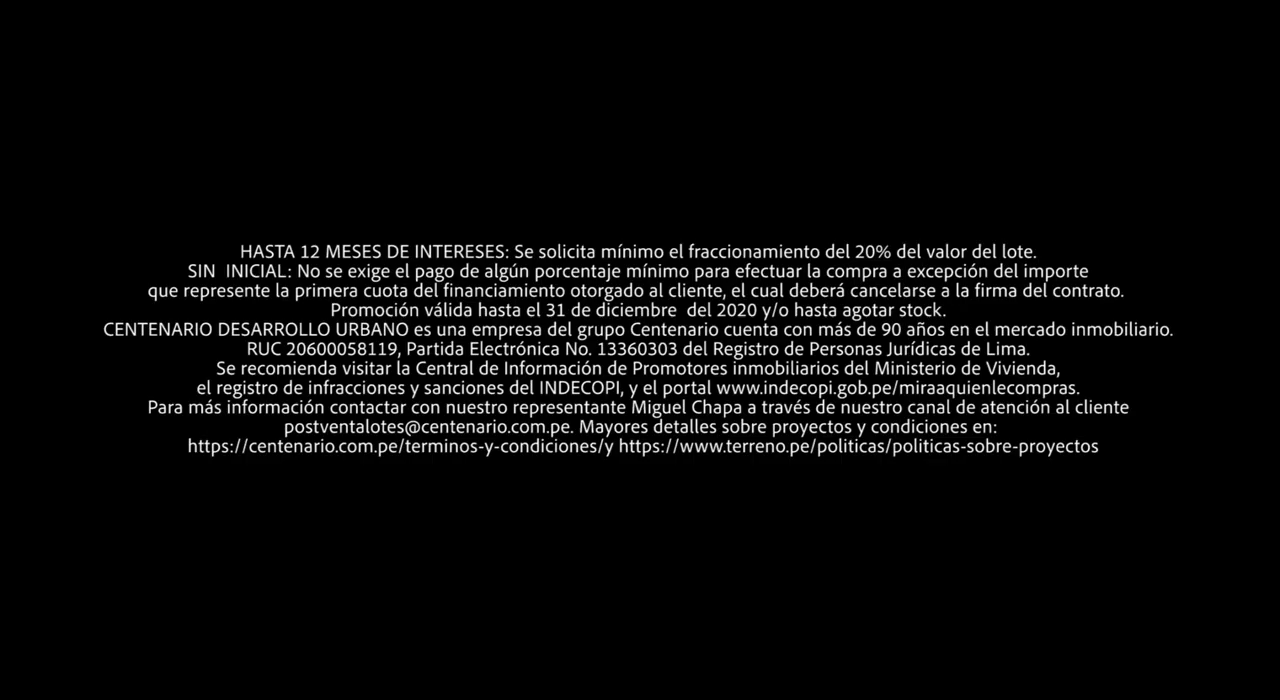 HASTA 12 MESES DE INTERESES: Se solicita mínimo el fraccionamiento del 20% del valor del lote.
SIN  INICIAL: No se exige el pago de algún porcentaje mínimo para efectuar la compra a excepción del importe
que represente la primera cuota del financiamiento otorgado al cliente, el cual deberá cancelarse a la firma del contrato.
Promoción válida hasta el 31 de diciembre  del 2020 y/o hasta agotar stock.
CENTENARIO DESARROLLO URBANO es una empresa del grupo Centenario cuenta con más de 90 años en el mercado inmobiliario.
RUC 20600058119, Partida Electrónica No. 13360303 del Registro de Personas Jurídicas de Lima.
Se recomienda visitar la Central de Información de Promotores inmobiliarios del Ministerio de Vivienda,
el registro de infracciones y sanciones del INDECOPI, y el portal www.indecopi.gob.pe/miraaquienlecompras.
Para más información contactar con nuestro representante Miguel Chapa a través de nuestro canal de atención al cliente
postventalotes@centenario.com.pe. Mayores detalles sobre proyectos y condiciones en:
https://centenario.com.pe/terminos-y-condiciones/y https://www.terreno.pe/politicas/politicas-sobre-proyectos